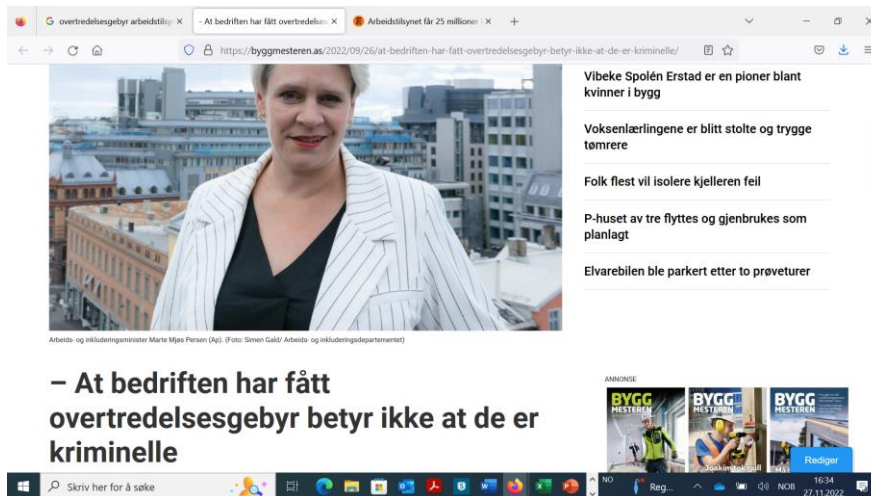 overtredelsesgebyr arbeidstilsy
- At bedriften har fått overtredelses
Arbeidstilsynet får 25 millioner
https://byggmesteren.as/2022/09/26/at-bedriften-har-fatt-overtredelsesgebyr-betyr-ikke-at-de-er-kriminelle/
Vibeke Spolén Erstad er en pioner blant
kvinner i bygg
Voksenlærlingene er blitt stolte og trygge
tømrere
Folk flest vil isolere kjelleren feil
P-huset av tre flyttes og gjenbrukes som
planlagt
Elvarebilen ble parkert etter to prøveturer
Arbeids- og inkluderingsminister Marte Mjøs Persen (Ap). (Foto: Simen Gald/ Arbeids- og inkluderingsdepartementet)
– At bedriften har fått
overtredelsesgebyr betyr ikke at de er
kriminelle
ANNONSE
BYGG BYGG BYGG
MESTEREN MESTEREN MESTEREN
Rediger
Skriv her for å søke
NO
Reg...
NOB
16:34
27.11.2022